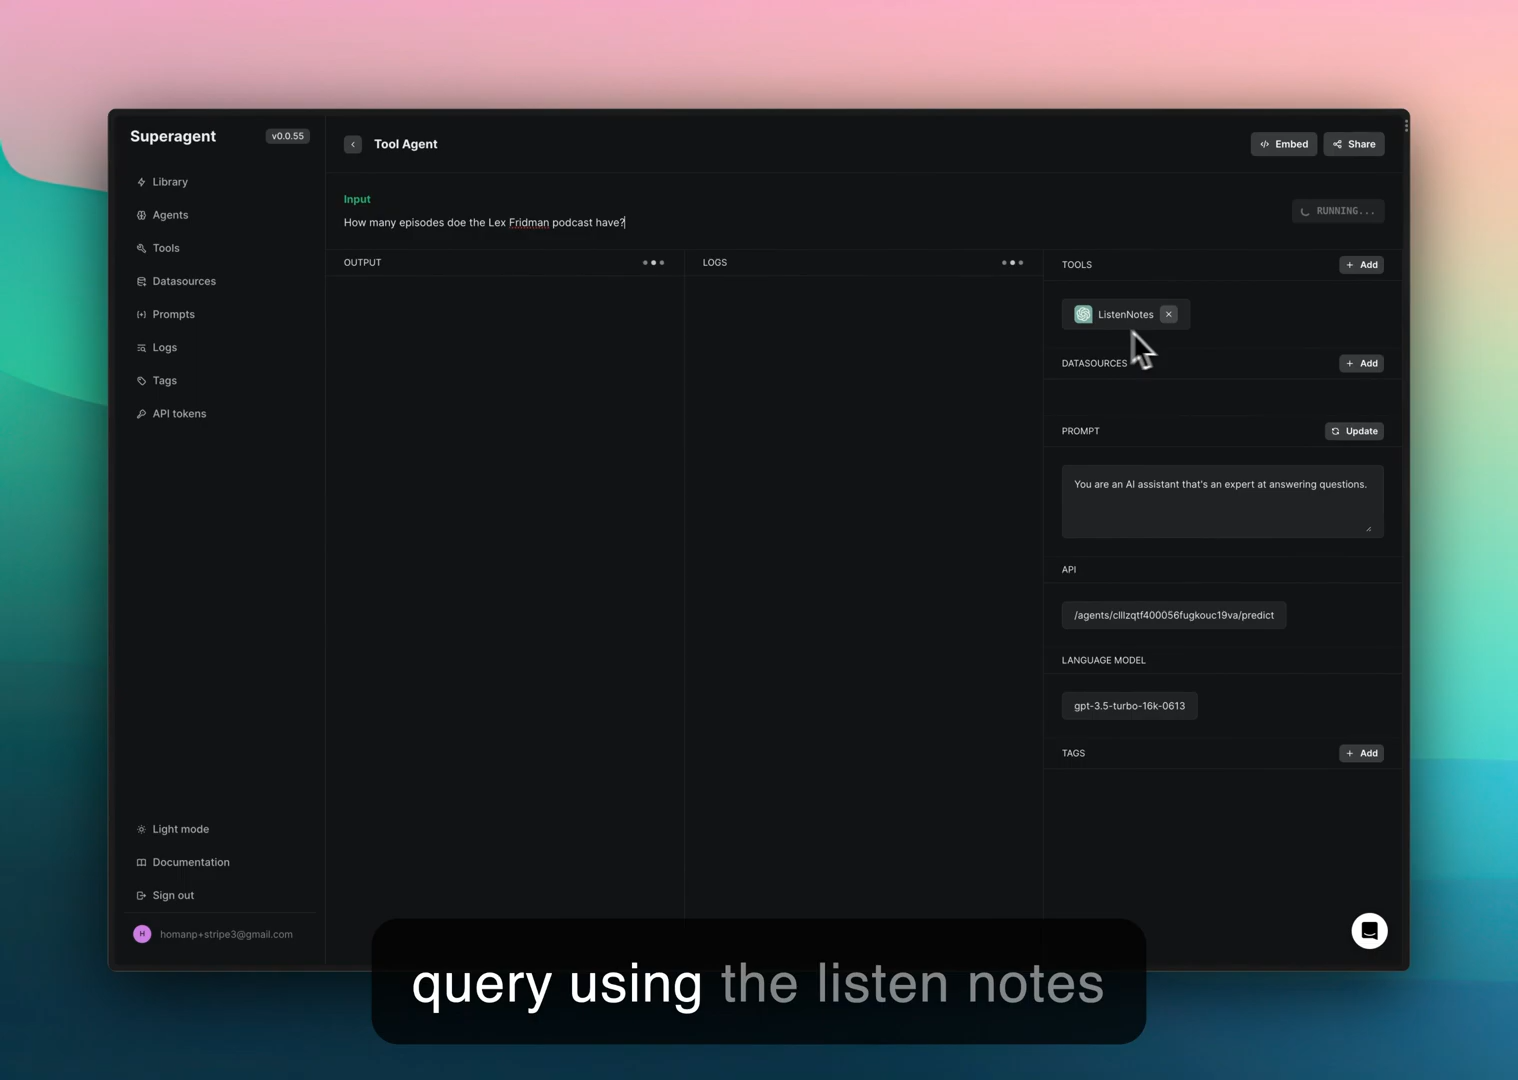 Superagent
v0.0.55
Library
Agents
Tools
Datasources
Prompts
Logs
Tags
API tokens
Light mode
Documentation
Sign out
H
homanp+stripe3@gmail.com
Tool Agent
Embed
Share
Input
How many episodes doe the Lex Fridman podcast have?
RUNNING...
OUTPUT
LOGS
TOOLS
+ Add
ListenNotes
DATASOURCES
+ Add
PROMPT
Update
You are an AI assistant that's an expert at answering questions.
API
/agents/clllzqtf400056fugkouc19va/predict
LANGUAGE MODEL
gpt-3.5-turbo-16k-0613
TAGS
+ Add
query using the listen notes